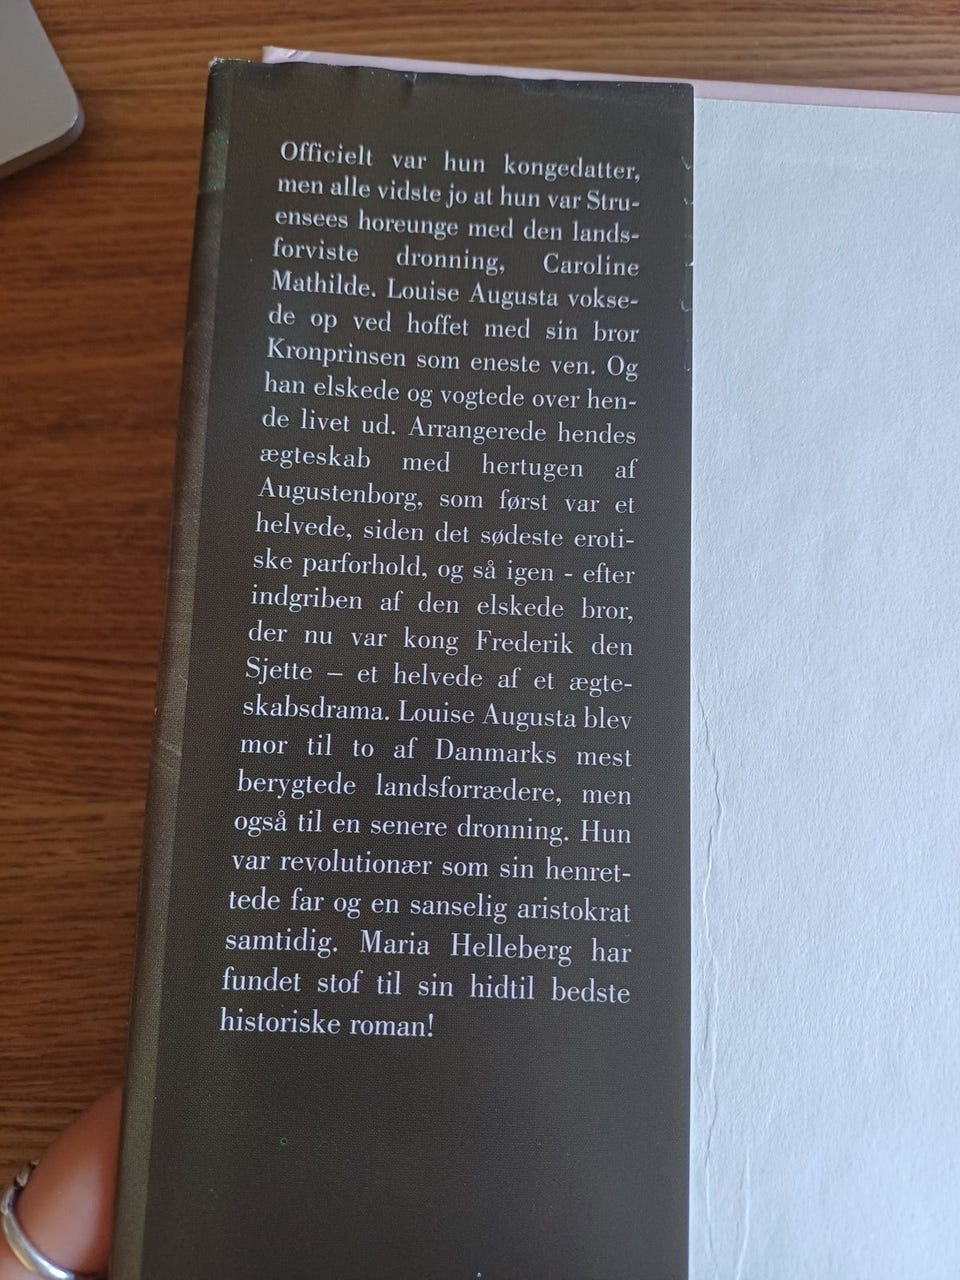 Officielt var hun kongedatter,
men alle vidste jo at hun var Stru-
ensees horeunge med den lands-
forviste dronning, Caroline
Mathilde. Louise Augusta vokse-
de op ved hoffet med sin bror
Kronprinsen som eneste ven. Og
han elskede og vogtede over hen-
de livet ud. Arrangerede hendes
ægteskab med hertugen af
Augustenborg, som først var et
helvede, siden det sødeste eroti-
ske parforhold, og så igen - efter
indgriben af den elskede bror,
der nu var kong Frederik den
Sjette – et helvede af et ægte-
skabsdrama. Louise Augusta blev
mor til to af Danmarks mest
berygtede landsforrædere, men
også til en senere dronning. Hun
var revolutionær som sin henret-
tede far og en sanselig aristokrat
samtidig. Maria Helleberg har
fundet stof til sin hidtil bedste
historiske roman!